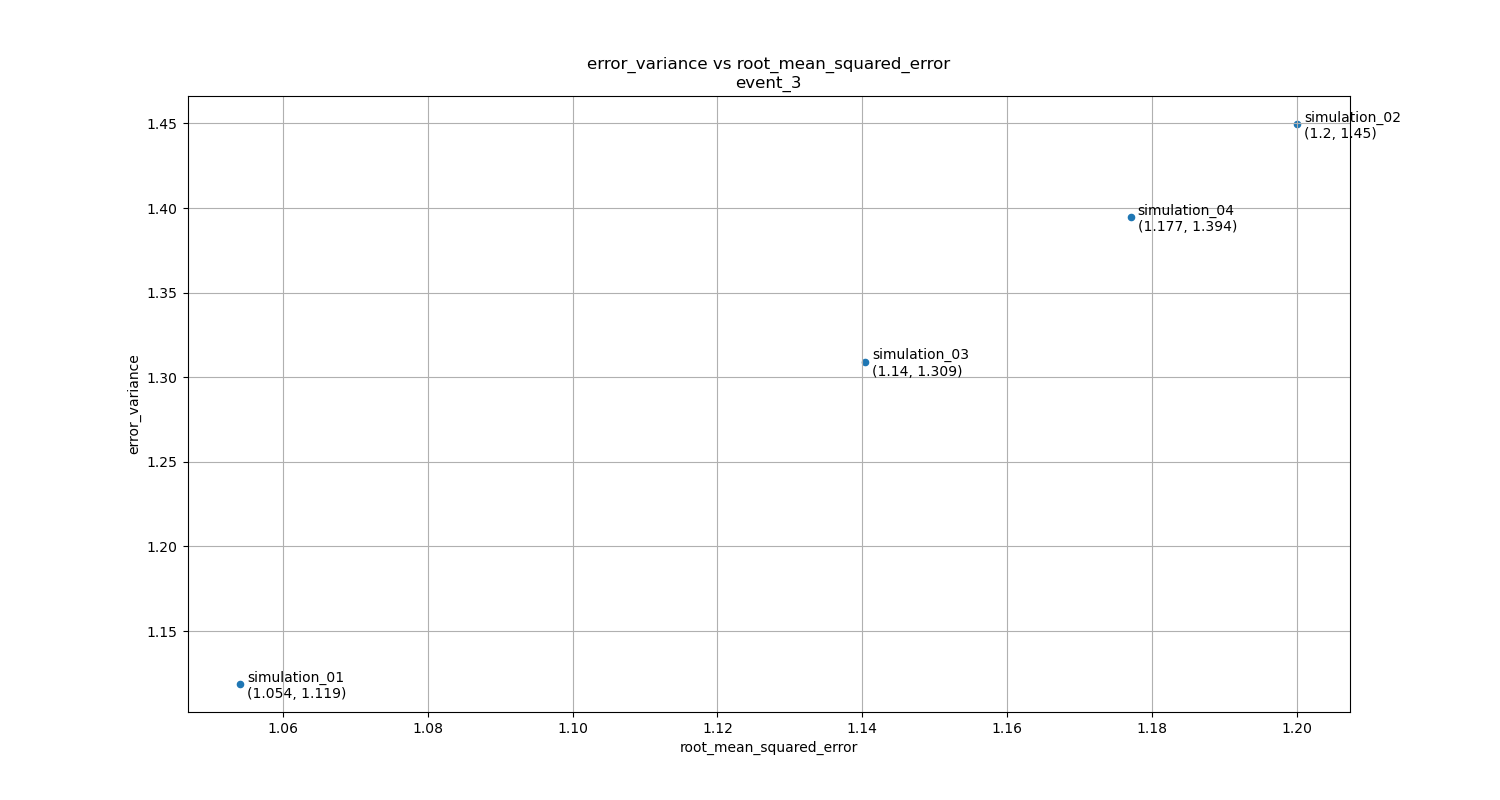 error_variance vs root_mean_squared_error
event_3
1.45
1.40
1.35
1.30
1.25
1.20
1.15
error_variance
simulation_02
(1.2, 1.45)
simulation_04
(1.177, 1.394)
simulation_03
(1.14, 1.309)
simulation_01
(1.054, 1.119)
1.06 1.08 1.10 1.12 1.14 1.16 1.18 1.20
root_mean_squared_error